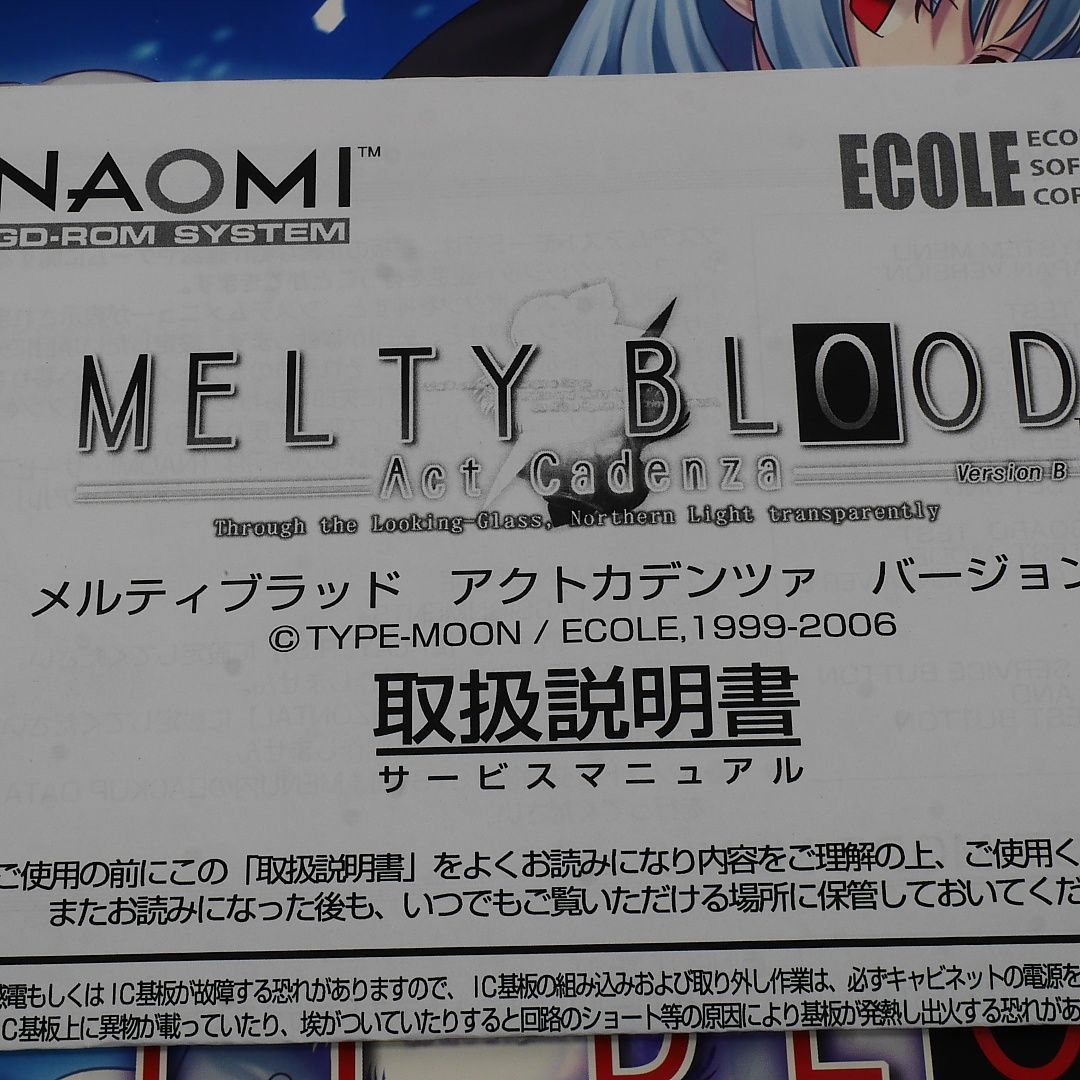 NAOMI™
GD-ROM SYSTEM
ECOLE
MELTY BLOOD
Act Cadenza
Version B
Through the Looking-Glass, Northern Light transparently
メルティブラッド アクトカデンツァ バージョン
©TYPE-MOON / ECOLE,1999-2006
取扱説明書
サービスマニュアル
ご使用の前にこの「取扱説明書」をよくお読みになり内容をご理解の上、ご使用く
またお読みになった後も、いつでもご覧いただける場所に保管しておいてくだ
感電もしくはIC基板が故障する恐れがありますので、IC基板の組み込みおよび取り外し作業は、必ずキャビネットの電源を
IC基板上に異物が載っていたり、埃がついていたりすると回路のショート等の原因により基板が発熱し出火する恐れがあ